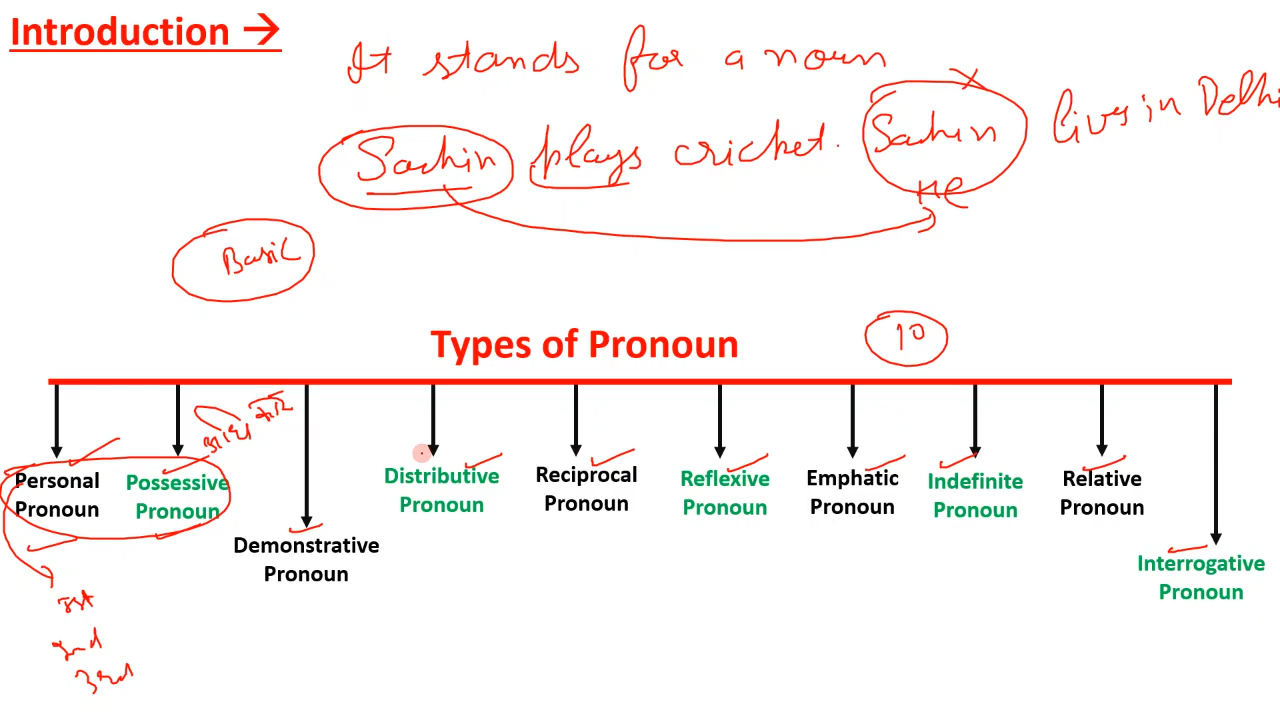 Introduction →
It stands for a noun
Sachin plays cricket. Sachin lives in Delhi
He
Basic
Types of Pronoun
10
Personal Pronoun
Possessive Pronoun
Demonstrative Pronoun
Distributive Pronoun
Reciprocal Pronoun
Reflexive Pronoun
Emphatic Pronoun
Indefinite Pronoun
Relative Pronoun
Interrogative Pronoun
1st
2nd
3rd